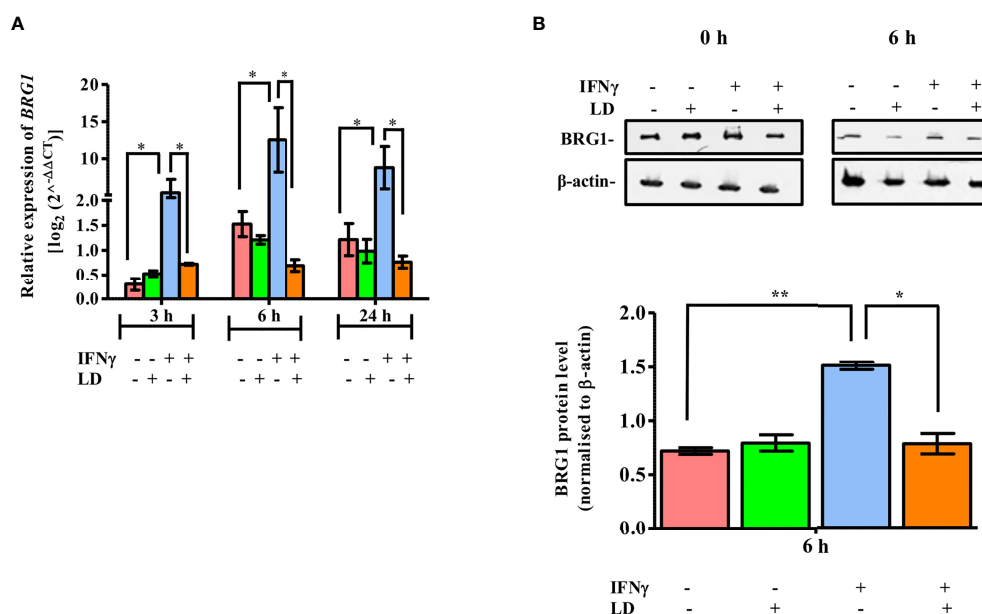 A
Relative expression of BRG1
[log₂ (2^-ΔΔCT)]
20
15
10
5
2.0
1.5
1.0
0.5
0.0
* * * * * *
3 h 6 h 24 h
IFNγ - - + + - - + + - - + +
LD - + - + - + - + - + - +
B
0 h 6 h
IFNγ - - + + - - + +
LD - + - + - + - +
BRG1-
β-actin-
BRG1 protein level
(normalised to β-actin)
2.0
1.5
1.0
0.5
0.0
** *
6 h
IFNγ - - + +
LD - + - +